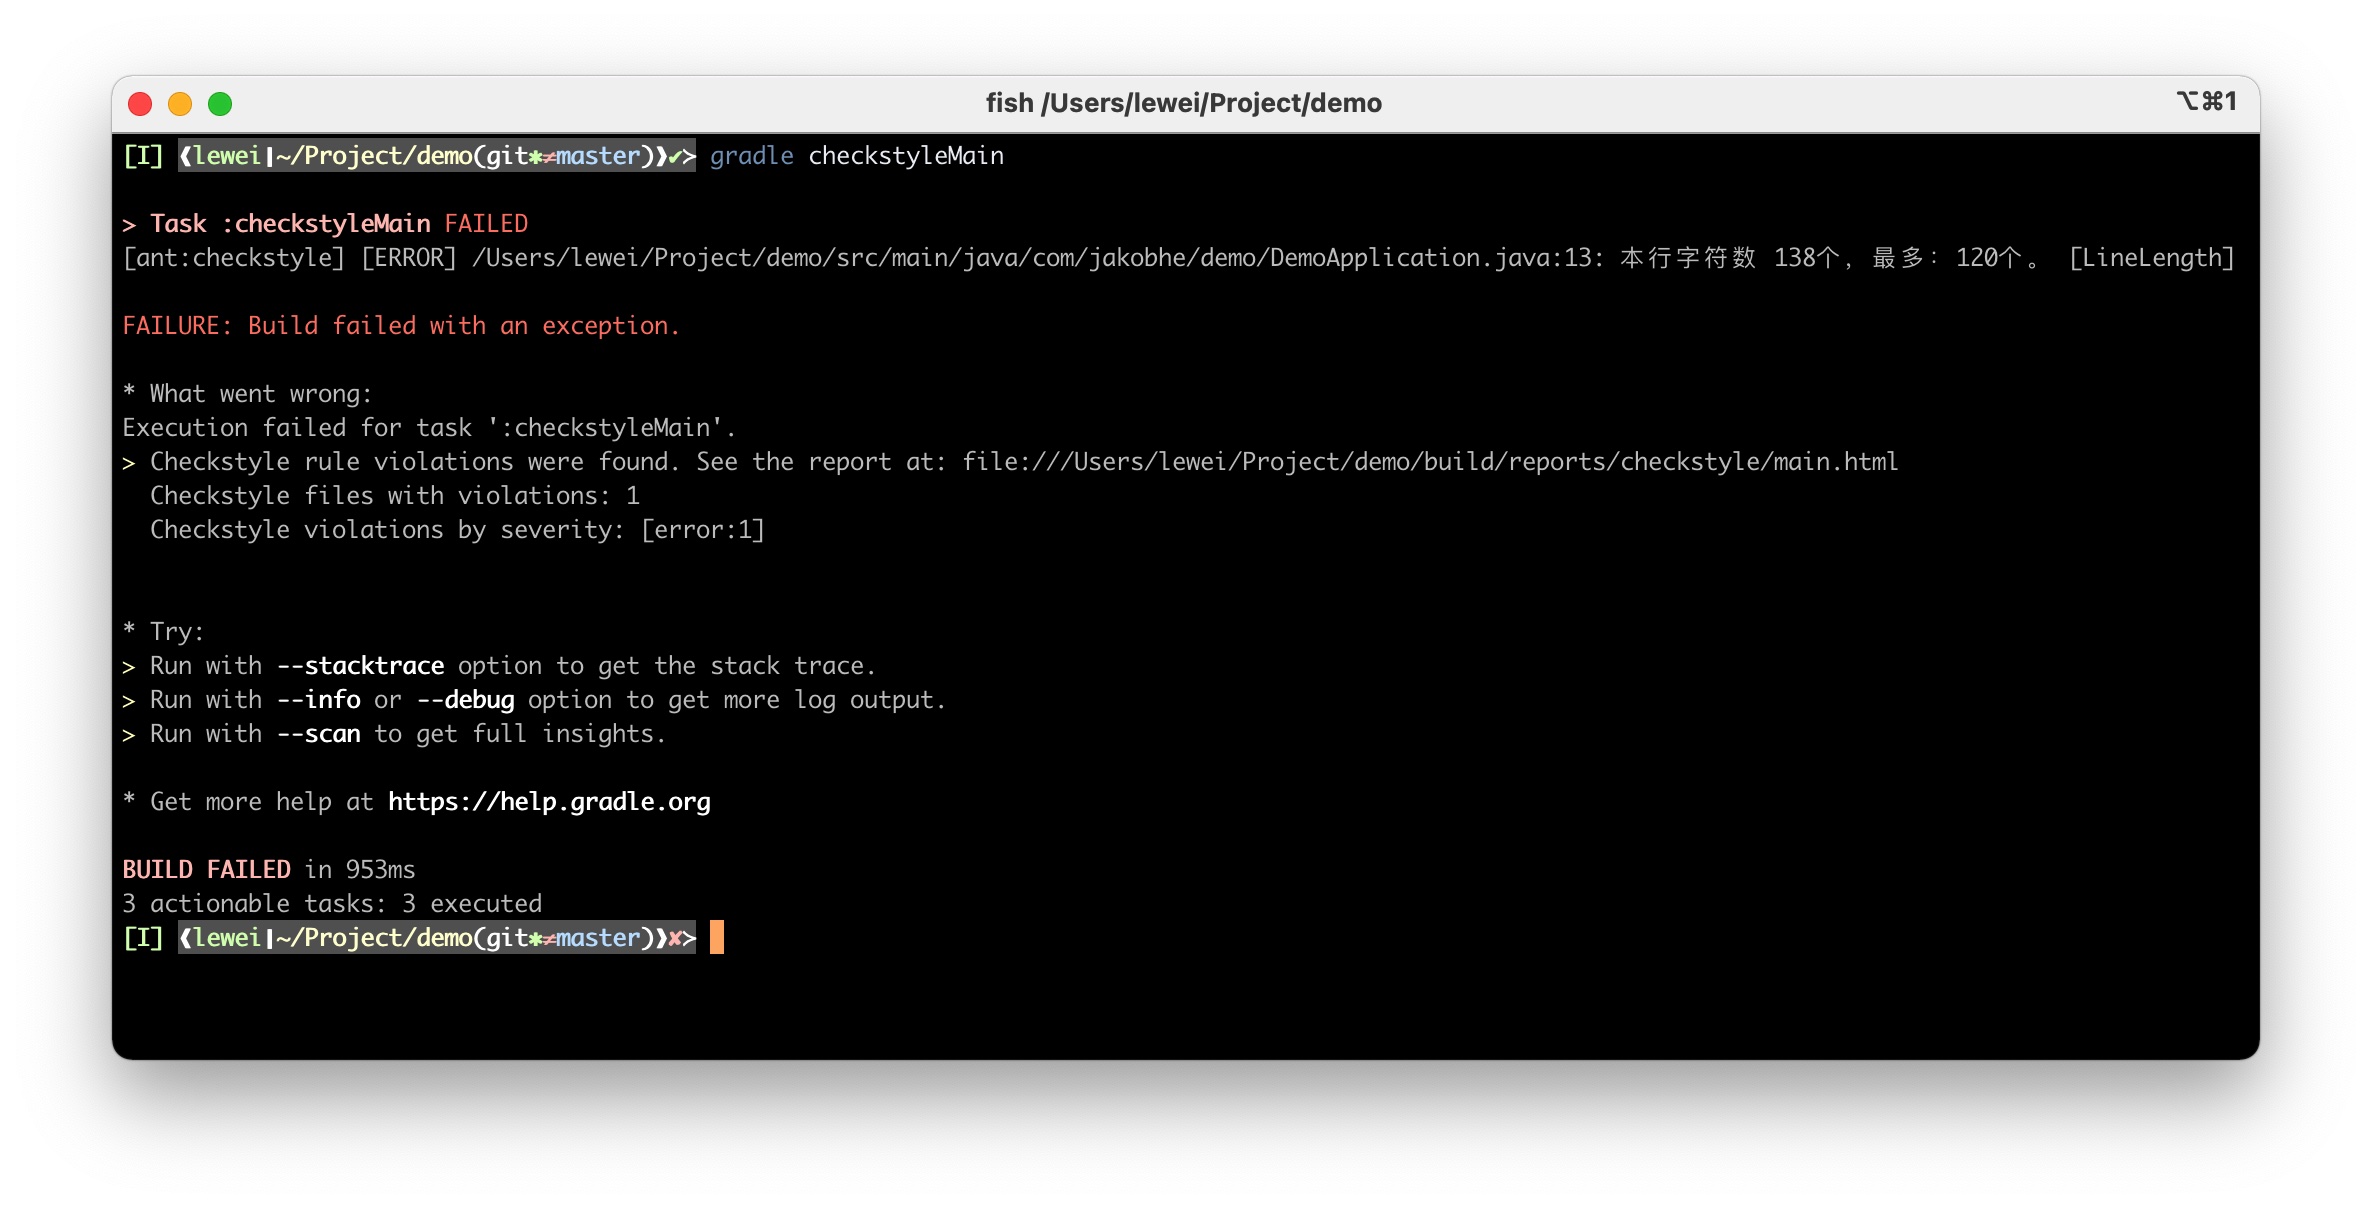 fish /Users/lewei/Project/demo
⌥⌘1
[I] ❨lewei❙~/Project/demo(git✱≠master)❩✔≻ gradle checkstyleMain
> Task :checkstyleMain FAILED
[ant:checkstyle] [ERROR] /Users/lewei/Project/demo/src/main/java/com/jakobhe/demo/DemoApplication.java:13: 本行字符数 138个，最多：120个。 [LineLength]
FAILURE: Build failed with an exception.
* What went wrong:
Execution failed for task ':checkstyleMain'.
> Checkstyle rule violations were found. See the report at: file:///Users/lewei/Project/demo/build/reports/checkstyle/main.html
Checkstyle files with violations: 1
Checkstyle violations by severity: [error:1]
* Try:
> Run with --stacktrace option to get the stack trace.
> Run with --info or --debug option to get more log output.
> Run with --scan to get full insights.
* Get more help at https://help.gradle.org
BUILD FAILED in 953ms
3 actionable tasks: 3 executed
[I] ❨lewei❙~/Project/demo(git✱≠master)❩✘≻